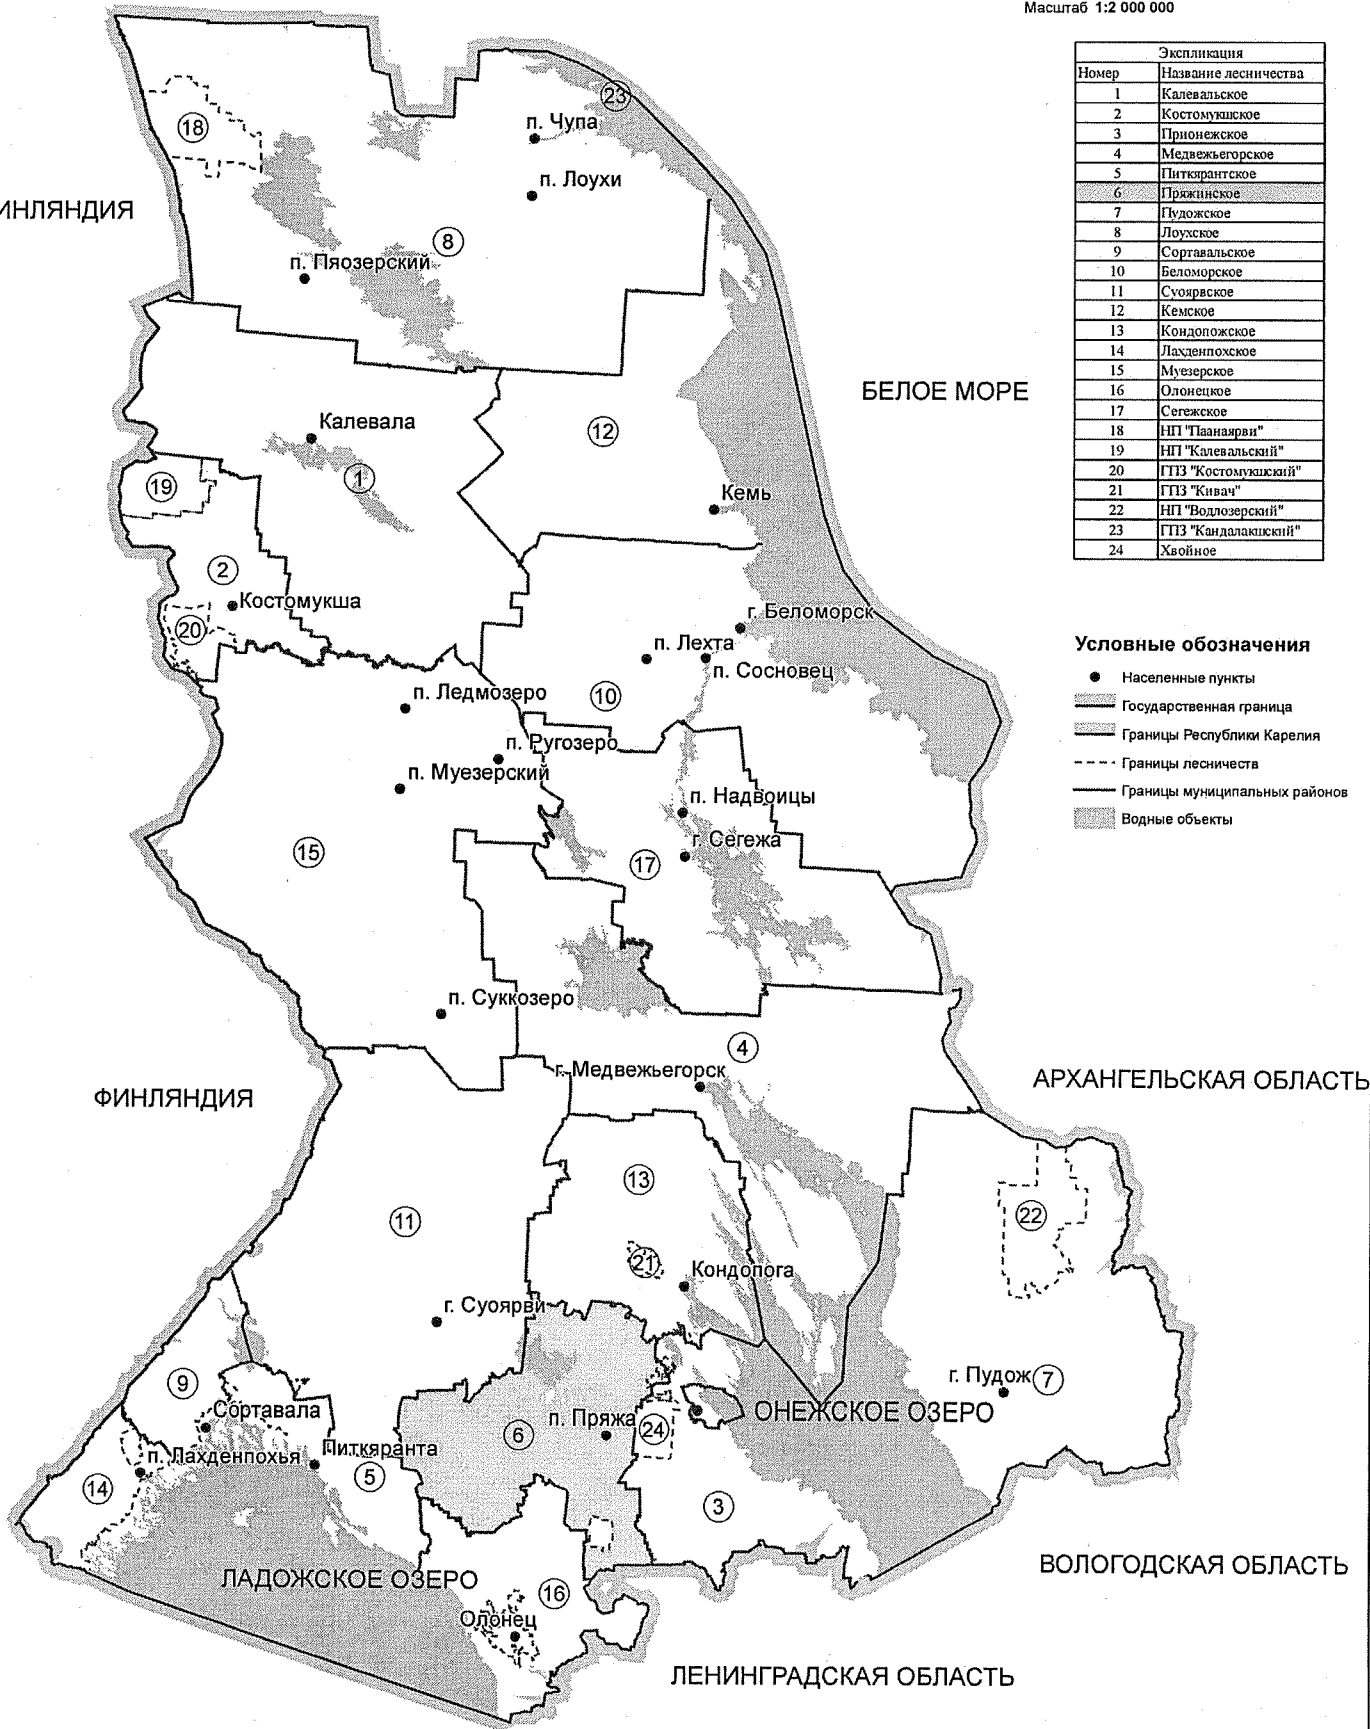 Масштаб 1:2 000 000
Экспликация
Номер Название лесничества
1 Калевальское
2 Костомукшское
3 Прионежское
4 Медвежьегорское
5 Питкярантское
6 Пряжинское
7 Пудожское
8 Лоухское
9 Сортавальское
10 Беломорское
11 Суоярвское
12 Кемское
13 Кондопожское
14 Лахденпохское
15 Муезерское
16 Олонецкое
17 Сегежское
18 НП "Паанаярви"
19 НП "Калевальский"
20 ГПЗ "Костомукшский"
21 ГПЗ "Кивач"
22 НП "Водлозерский"
23 ГПЗ "Кандалакшский"
24 Хвойное
Условные обозначения
Населенные пункты
Государственная граница
Границы Республики Карелия
Границы лесничеств
Границы муниципальных районов
Водные объекты
23
18
п. Чупа
п. Лоухи
ИНЛЯНДИЯ
8
п. Пяозерский
БЕЛОЕ МОРЕ
Калевала
12
1
19
Кемь
2
Костомукша
20
г. Беломорск
п. Лехта
п. Сосновец
10
п. Ледмозеро
п. Ругозеро
п. Муезерский
п. Надвоицы
г. Сегежа
15
17
п. Суккозеро
4
г. Медвежьегорск
ФИНЛЯНДИЯ
АРХАНГЕЛЬСКАЯ ОБЛАСТЬ
13
11
22
21
Кондопога
г. Суоярви
г. Пудож
7
9
Сортавала
ОНЕЖСКОЕ ОЗЕРО
п. Пряжа
6
24
п. Лахденпохья
Питкяранта
5
14
3
ЛАДОЖСКОЕ ОЗЕРО
16
Олонец
ВОЛОГОДСКАЯ ОБЛАСТЬ
ЛЕНИНГРАДСКАЯ ОБЛАСТЬ